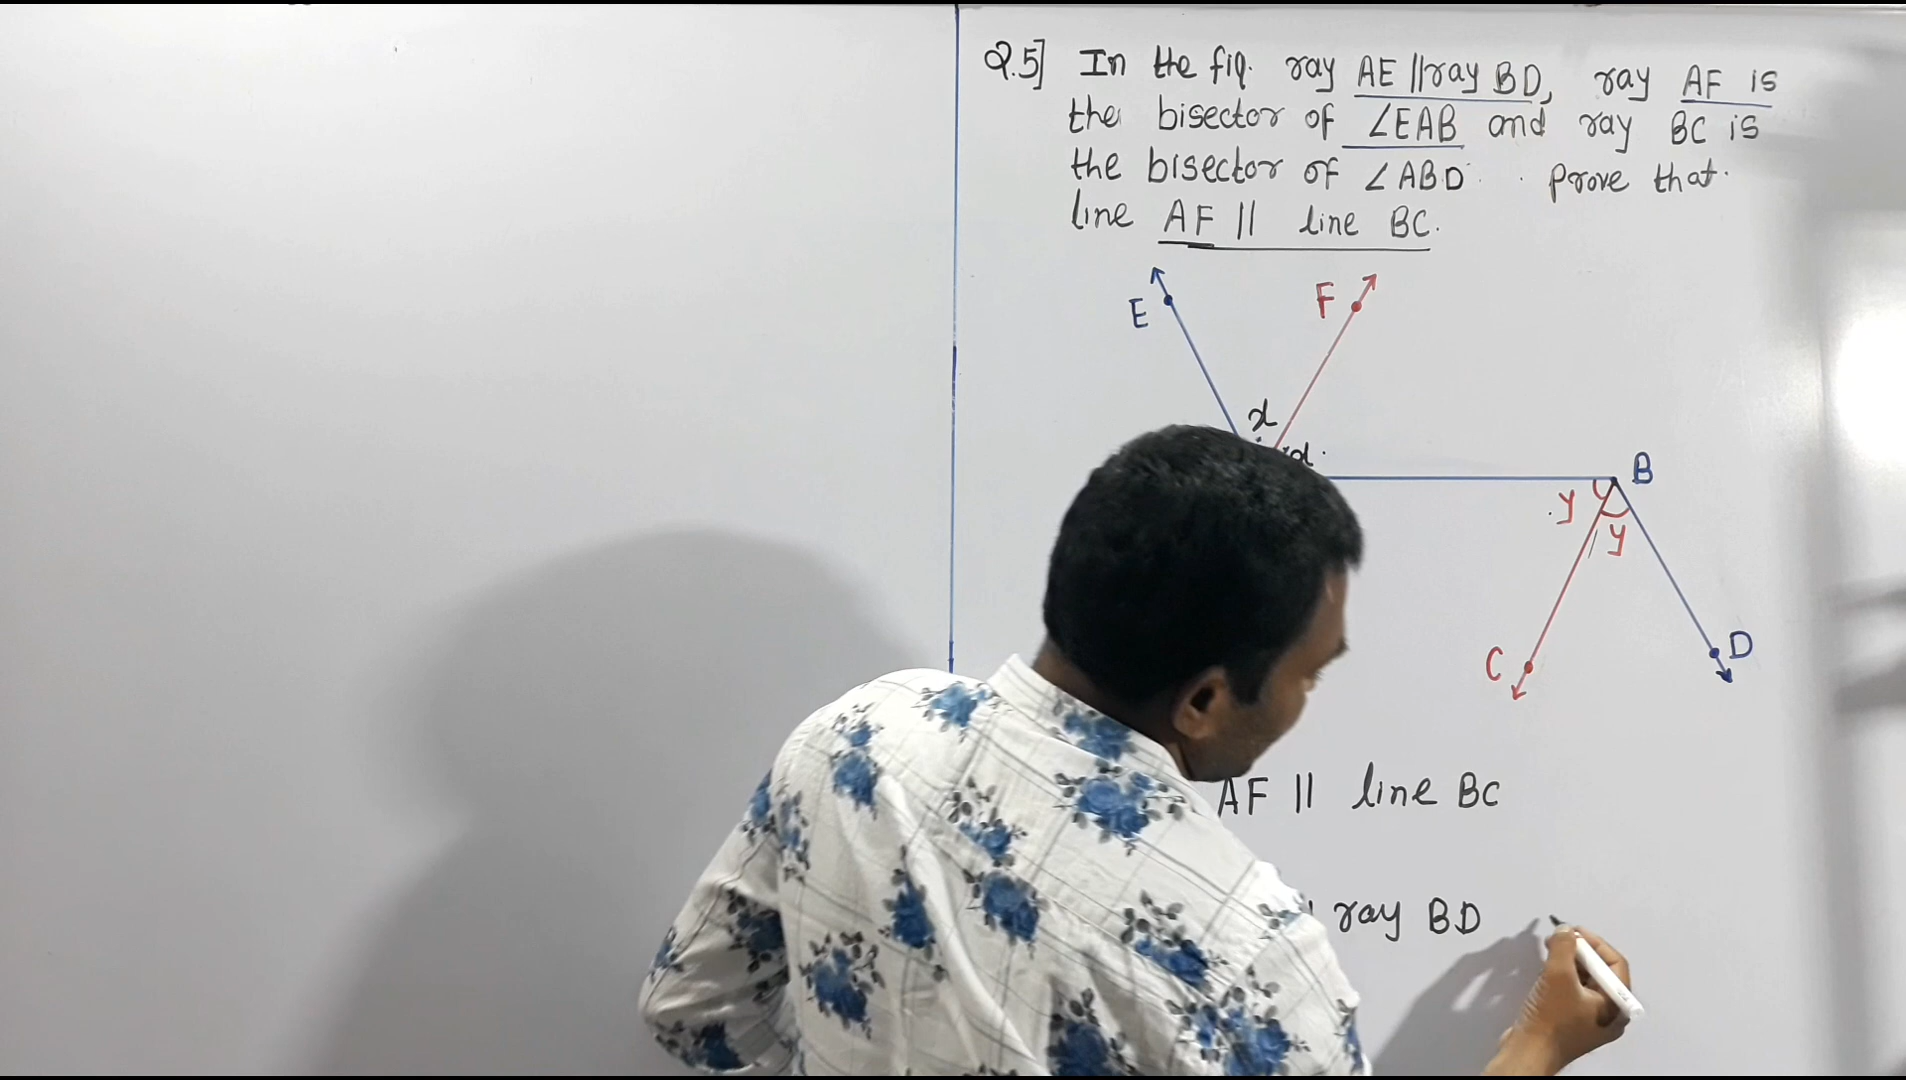 Q.5] In the fig. ray AE || ray BD, ray AF is
the bisector of ∠EAB and ray BC is
the bisector of ∠ABD. Prove that.
line AF || line BC.
E
F
x
x
B
y
y
C
D
AF || line BC
ray BD